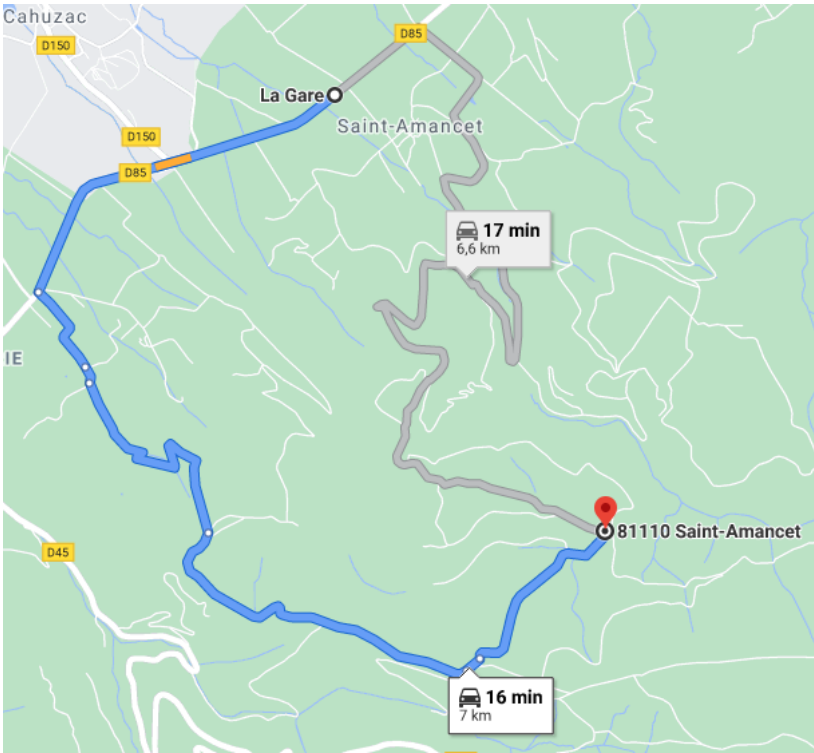 Cahuzac
D150
D85
La Gare
Saint-Amancet
D150
D85
17 min
6,6 km
IE
81110 Saint-Amancet
D45
16 min
7 km